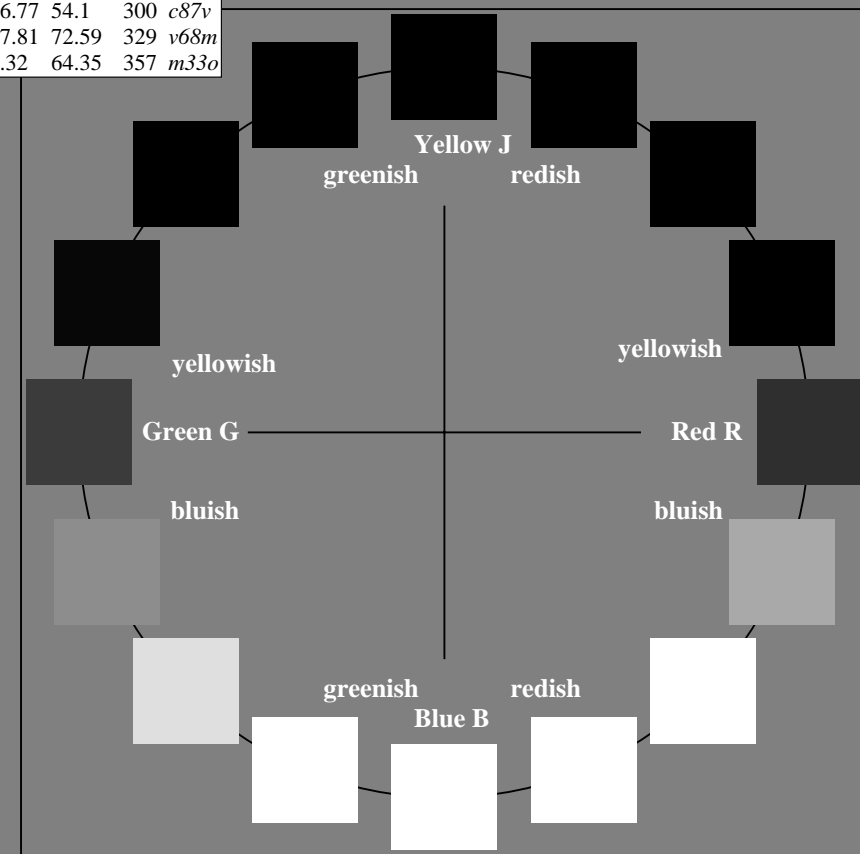 6.77 54.1 300 c87v
7.81 72.59 329 v68m
.32 64.35 357 m33o
Yellow J
greenish redish
yellowish yellowish
Green G Red R
bluish bluish
greenish redish
Blue B